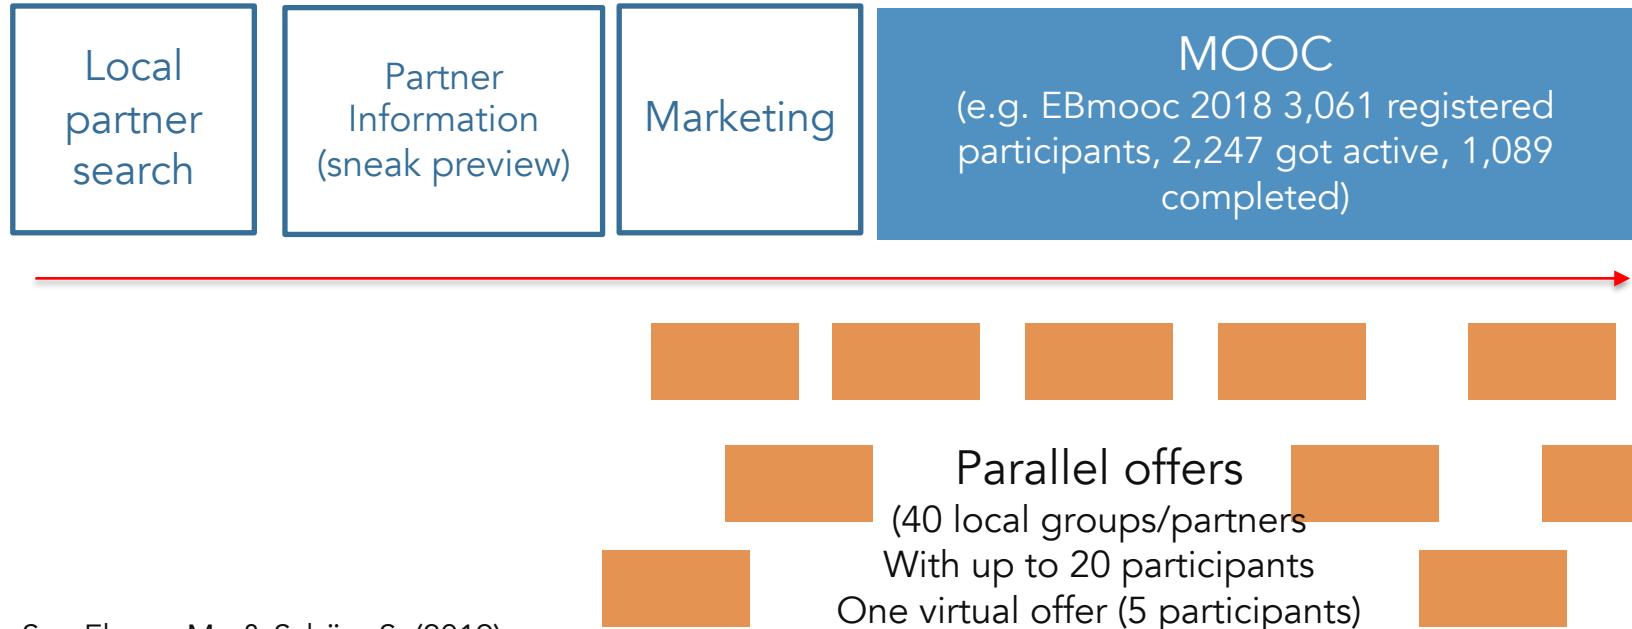 Local
partner
search
Partner
Information
(sneak preview)
Marketing
MOOC
(e.g. EBmooc 2018 3,061 registered
participants, 2,247 got active, 1,089
completed)
Parallel offers
(40 local groups/partners
With up to 20 participants
One virtual offer (5 participants)